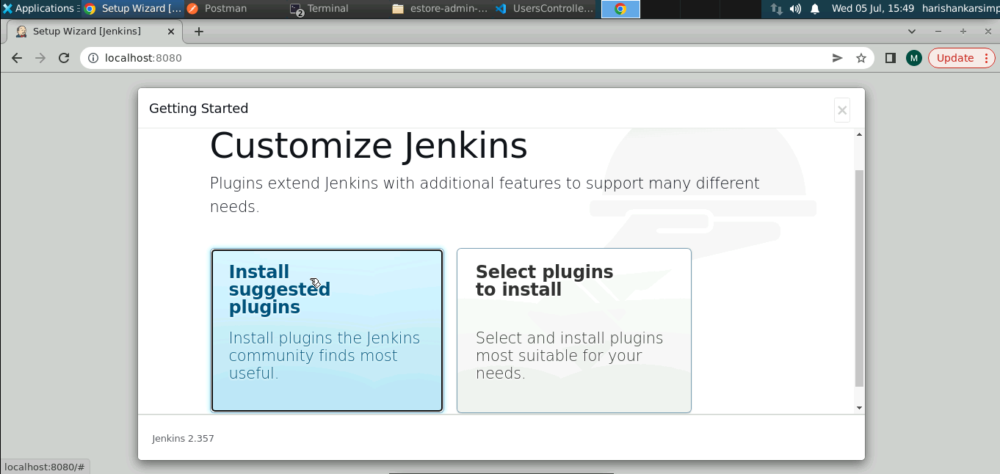 Applications Setup Wizard [... Postman 2 Terminal estore-admin-... UsersControlle... Wed 05 Jul, 15:49 harishankarsimp
Setup Wizard [Jenkins]
localhost:8080 M Update
Getting Started
Customize Jenkins
Plugins extend Jenkins with additional features to support many different
needs.
Install
suggested
plugins
Install plugins the Jenkins
community finds most
useful.
Select plugins
to install
Select and install plugins
most suitable for your
needs.
Jenkins 2.357
localhost:8080/#